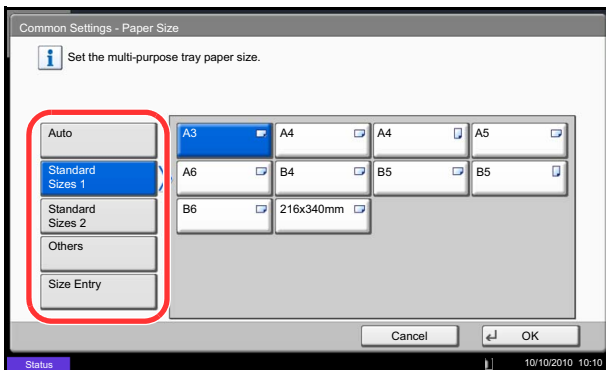 Common Settings - Paper Size
Set the multi-purpose tray paper size.
Auto
A3
A4
A4
A5
Standard
Sizes 1
A6
B4
B5
B5
Standard
Sizes 2
B6
216x340mm
Others
Size Entry
Cancel
OK
Status
10/10/2010 10:10